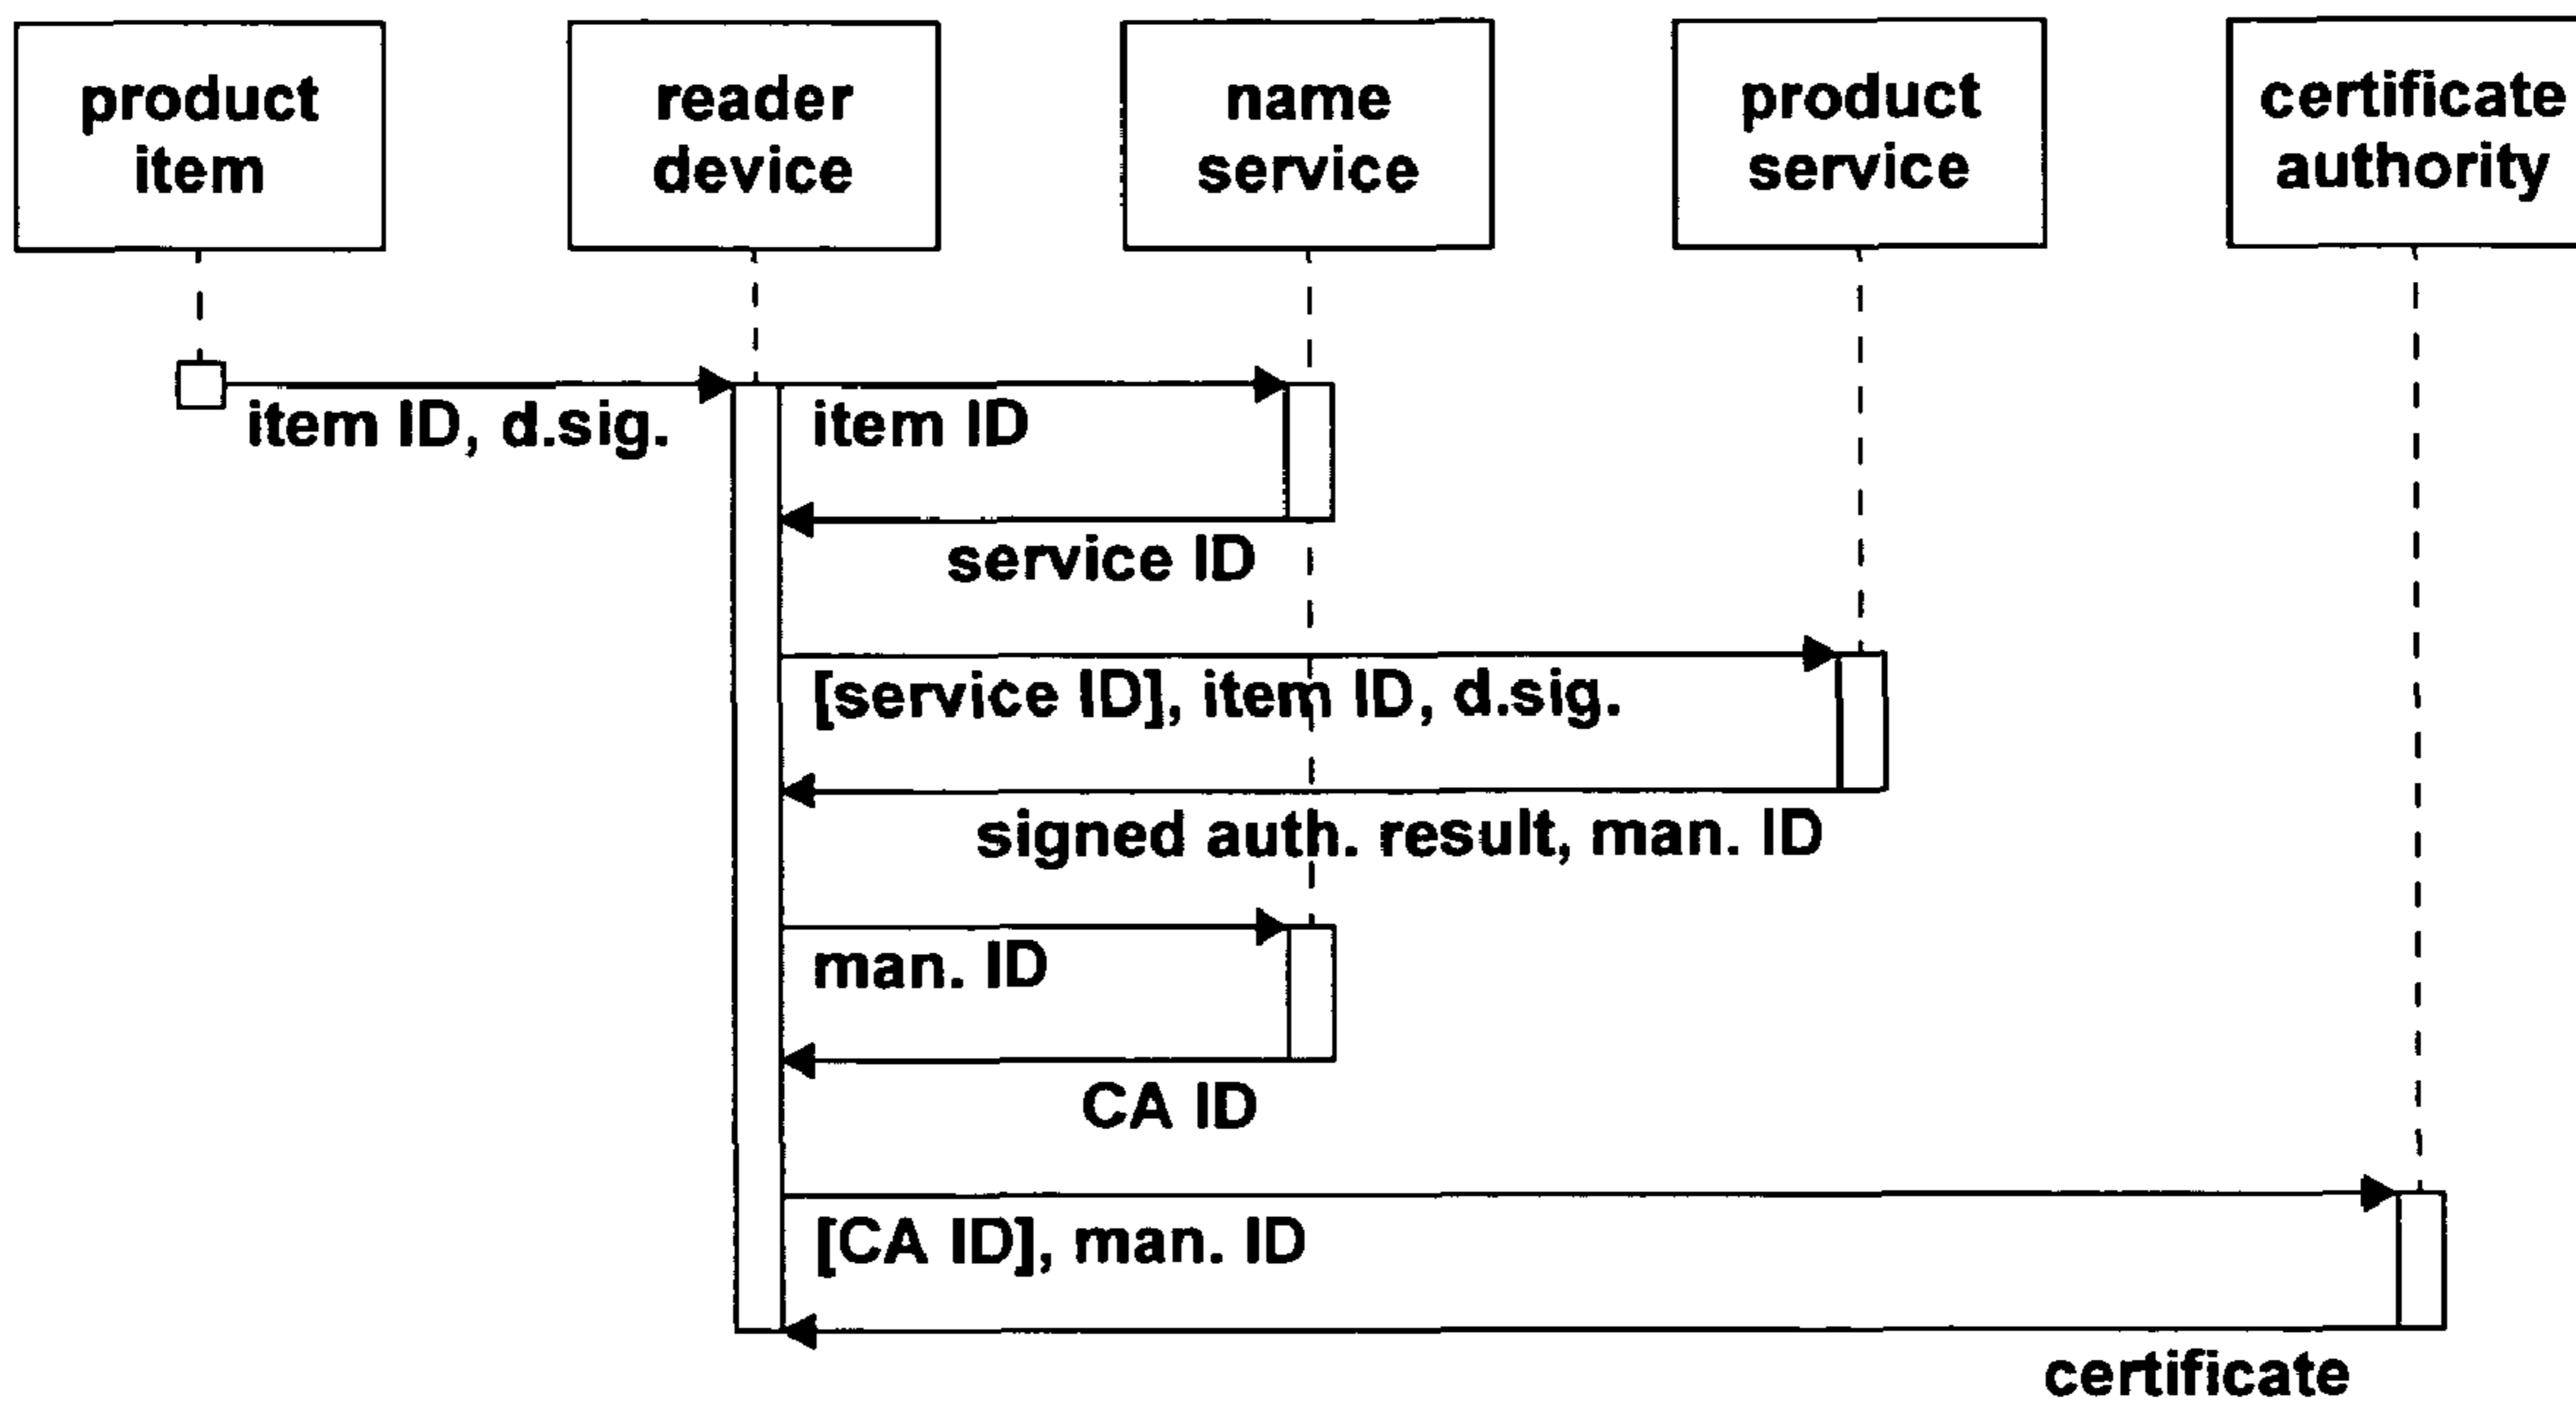 product
item
reader
device
name
service
product
service
certificate
authority
item ID, d.sig.
item ID
service ID
[service ID], item ID, d.sig.
signed auth. result, man. ID
man. ID
CA ID
[CA ID], man. ID
certificate